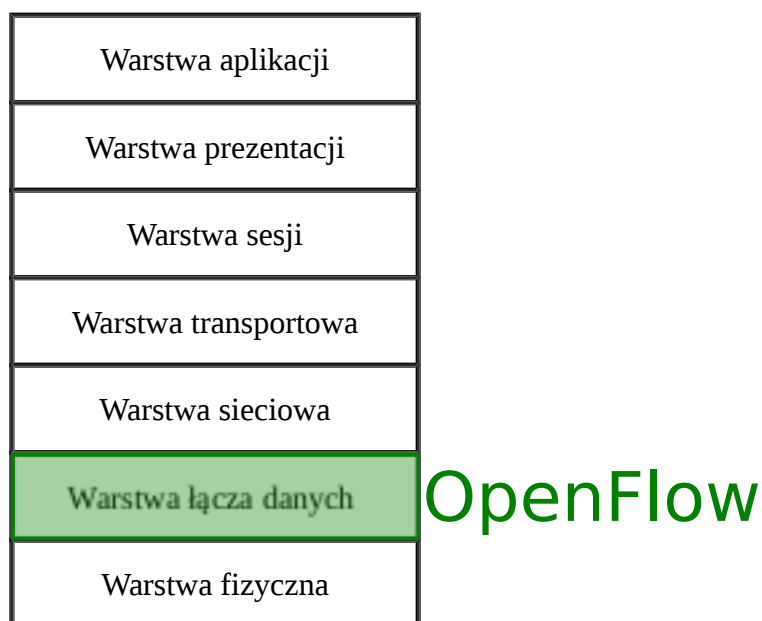 Warstwa aplikacji
Warstwa prezentacji
Warstwa sesji
Warstwa transportowa
Warstwa sieciowa
Warstwa łącza danych
OpenFlow
Warstwa fizyczna